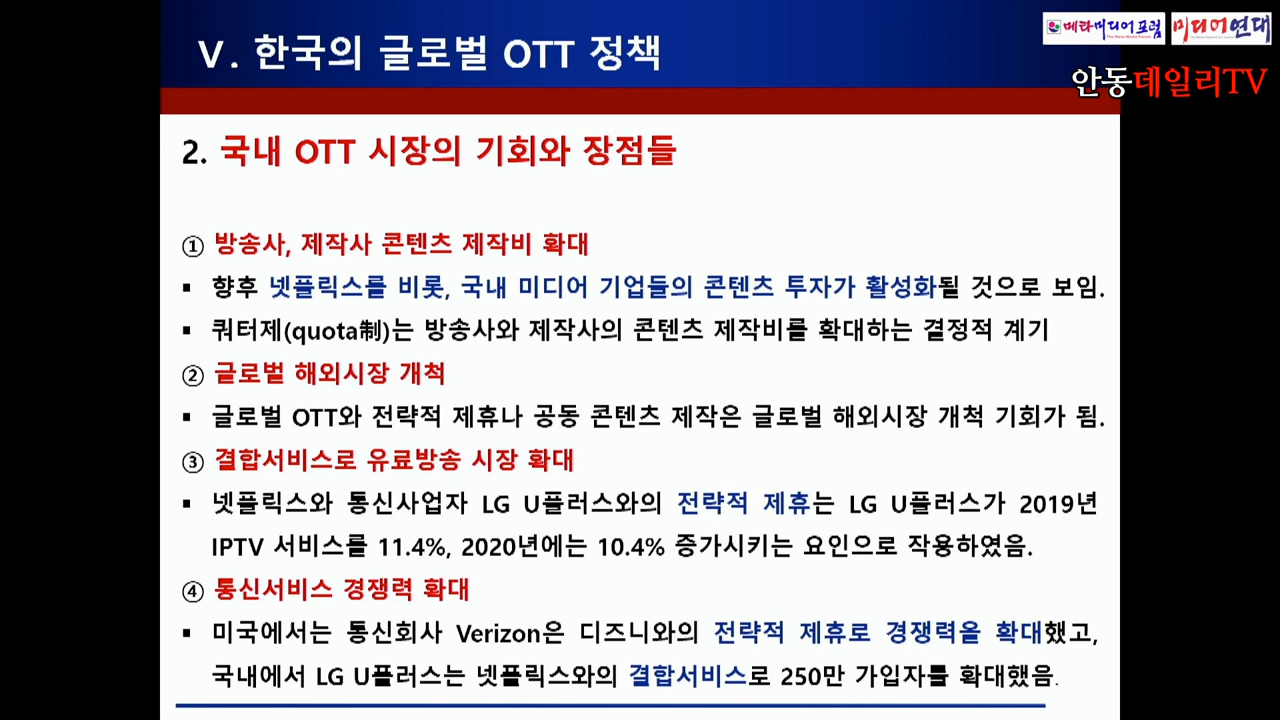 V. 한국의 글로벌 OTT 정책
메타미디어포럼
미디어연대
안동데일리TV
2. 국내 OTT 시장의 기회와 장점들
① 방송사, 제작사 콘텐츠 제작비 확대
▪ 향후 넷플릭스를 비롯, 국내 미디어 기업들의 콘텐츠 투자가 활성화될 것으로 보임.
▪ 쿼터제(quota制)는 방송사와 제작사의 콘텐츠 제작비를 확대하는 결정적 계기
② 글로벌 해외시장 개척
▪ 글로벌 OTT와 전략적 제휴나 공동 콘텐츠 제작은 글로벌 해외시장 개척 기회가 됨.
③ 결합서비스로 유료방송 시장 확대
▪ 넷플릭스와 통신사업자 LG U플러스와의 전략적 제휴는 LG U플러스가 2019년
IPTV 서비스를 11.4%, 2020년에는 10.4% 증가시키는 요인으로 작용하였음.
④ 통신서비스 경쟁력 확대
▪ 미국에서는 통신회사 Verizon은 디즈니와의 전략적 제휴로 경쟁력을 확대했고,
국내에서 LG U플러스는 넷플릭스와의 결합서비스로 250만 가입자를 확대했음.